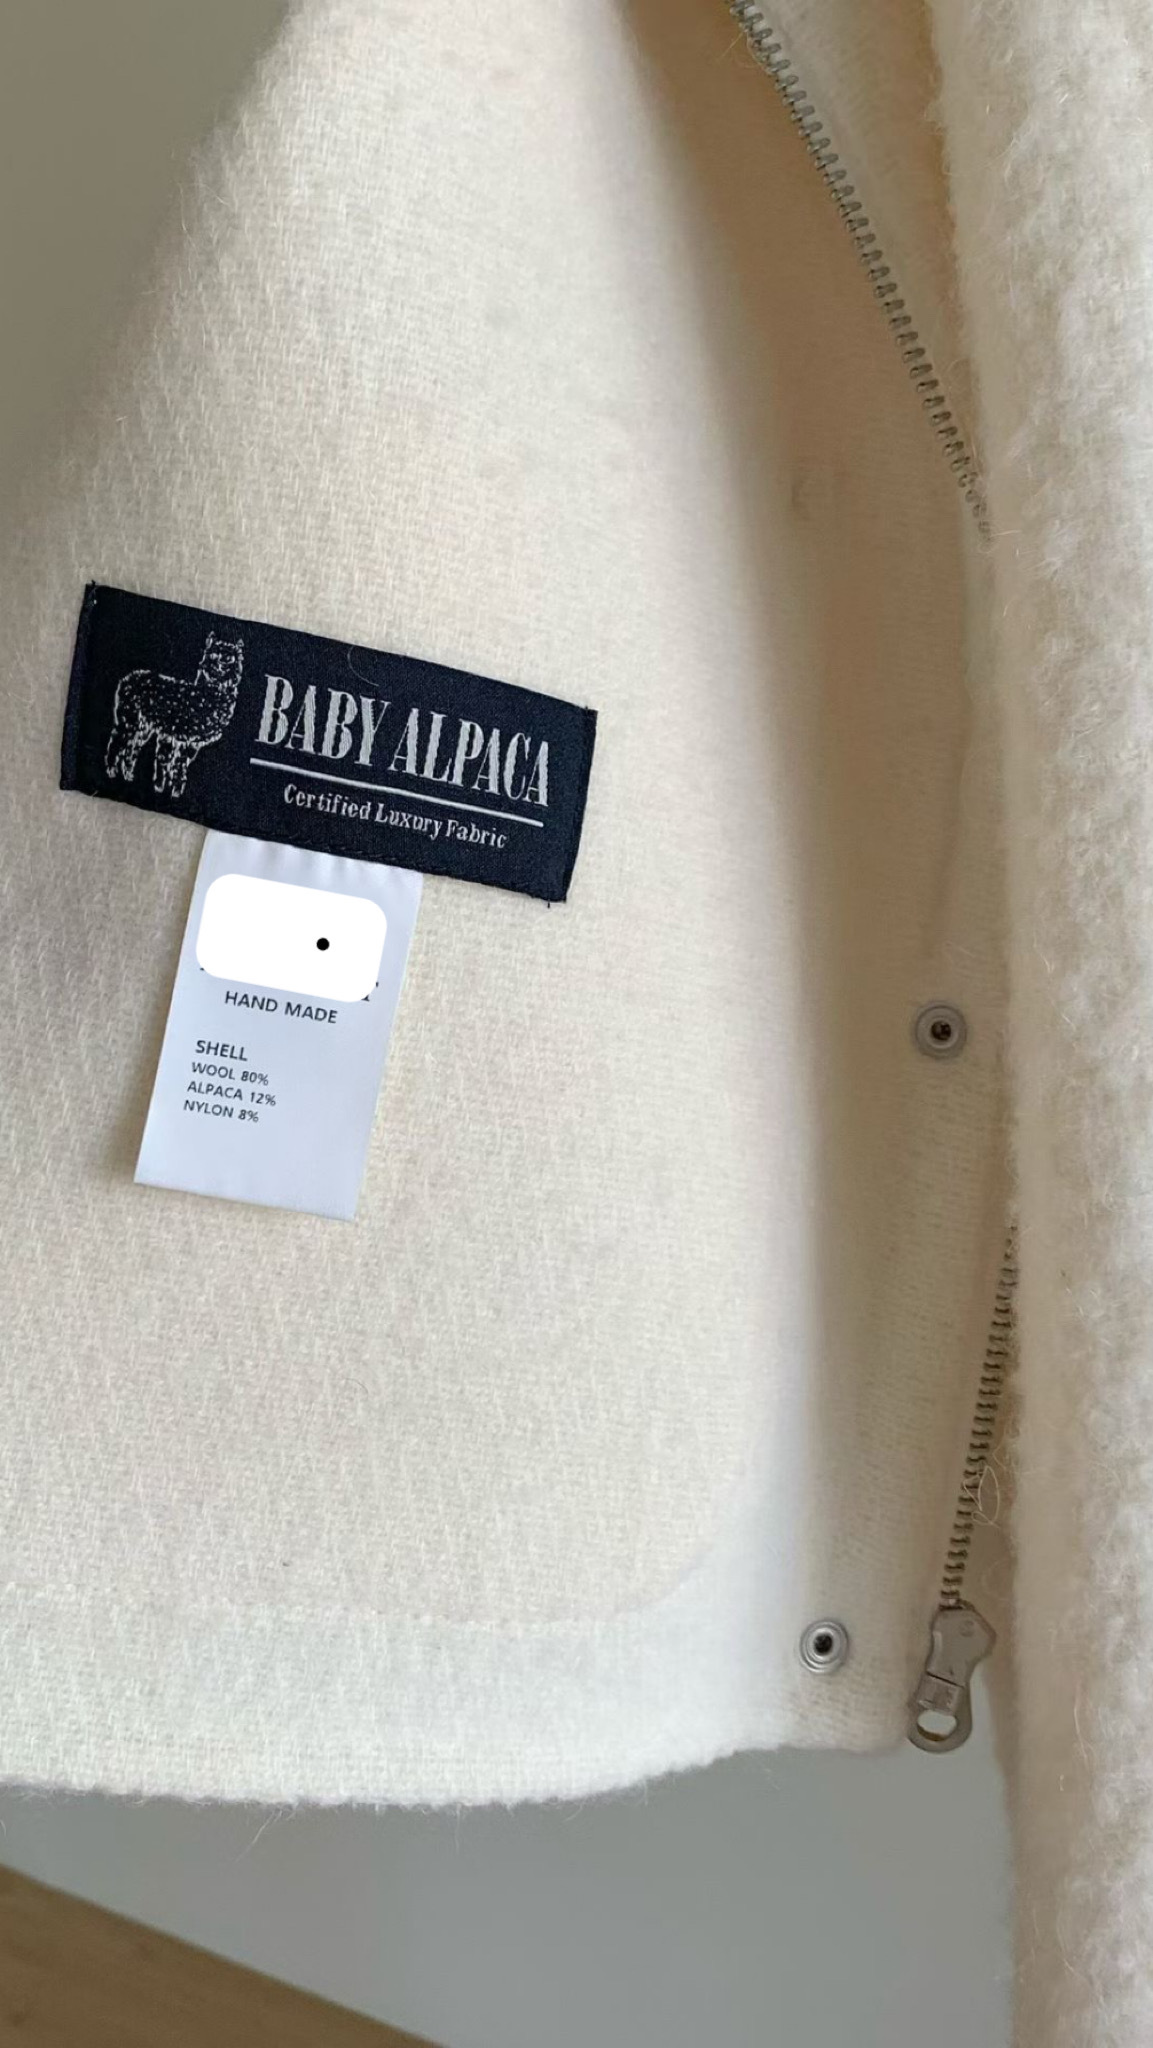 BABY ALPACA
Certified Luxury Fabric
HAND MADE
SHELL
WOOL 80%
ALPACA 12%
NYLON 8%